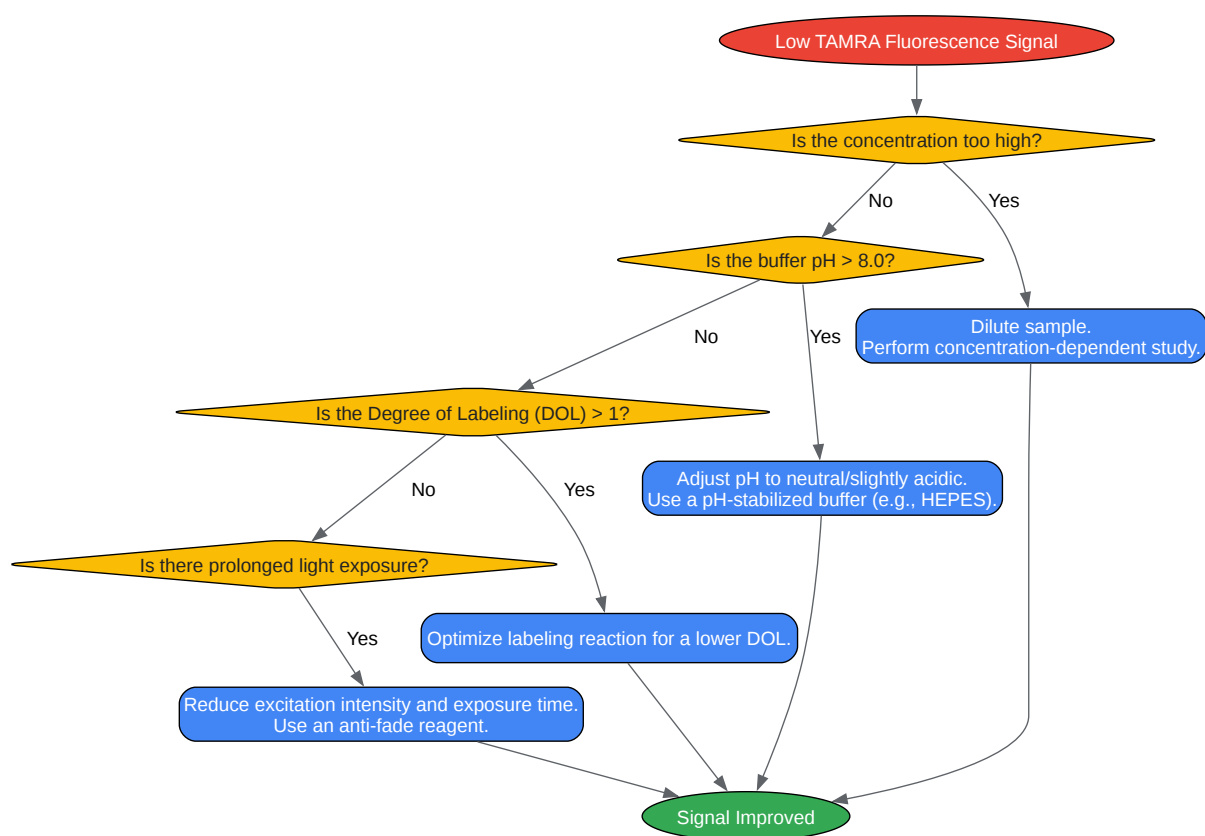 Low TAMRA Fluorescence Signal
Is the concentration too high?
No
Yes
Is the buffer pH > 8.0?
Dilute sample.
Perform concentration-dependent study.
No
Yes
Is the Degree of Labeling (DOL) > 1?
Adjust pH to neutral/slightly acidic.
Use a pH-stabilized buffer (e.g., HEPES).
No
Yes
Is there prolonged light exposure?
Yes
Optimize labeling reaction for a lower DOL.
Reduce excitation intensity and exposure time.
Use an anti-fade reagent.
Signal Improved